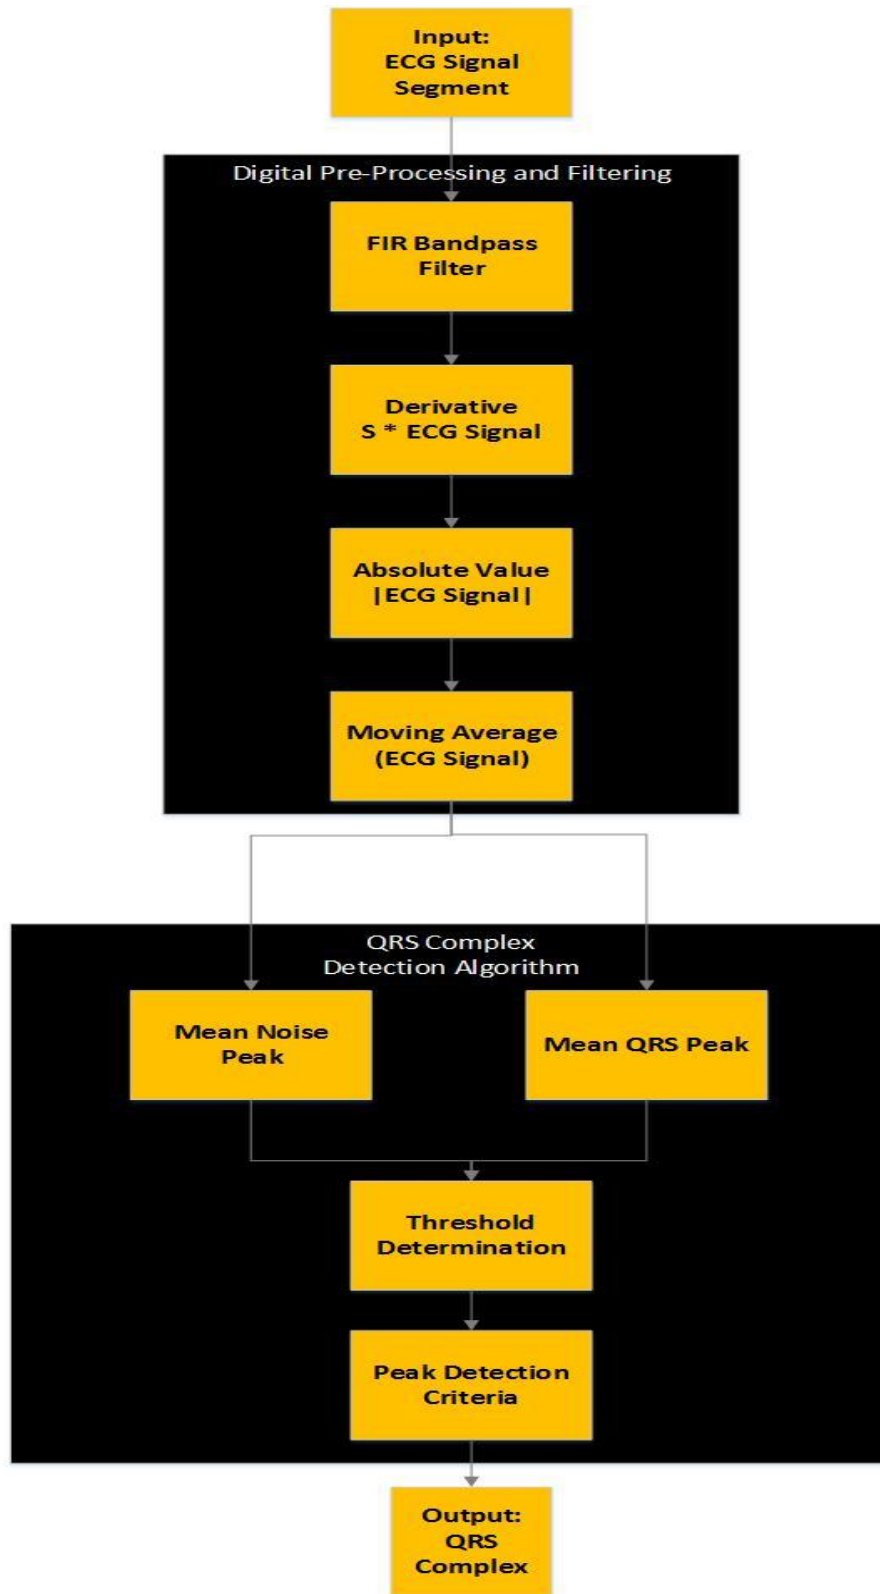 Input:
ECG Signal
Segment
Digital Pre-Processing and Filtering
FIR Bandpass
Filter
Derivative
S * ECG Signal
Absolute Value
|ECG Signal|
Moving Average
(ECG Signal)
QRS Complex
Detection Algorithm
Mean Noise
Peak
Mean QRS Peak
Threshold
Determination
Peak Detection
Criteria
Output:
QRS
Complex